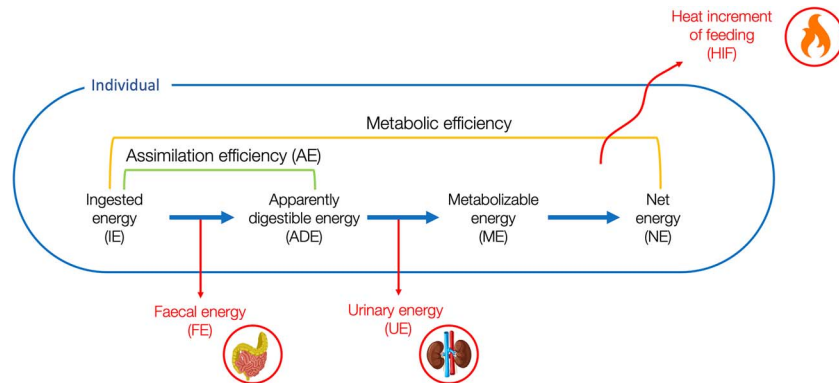 Heat increment
of feeding
(HIF)
Individual
Metabolic efficiency
Assimilation efficiency (AE)
Ingested
energy
(IE)
Apparently
digestible energy
(ADE)
Metabolizable
energy
(ME)
Net
energy
(NE)
Faecal energy
(FE)
Urinary energy
(UE)